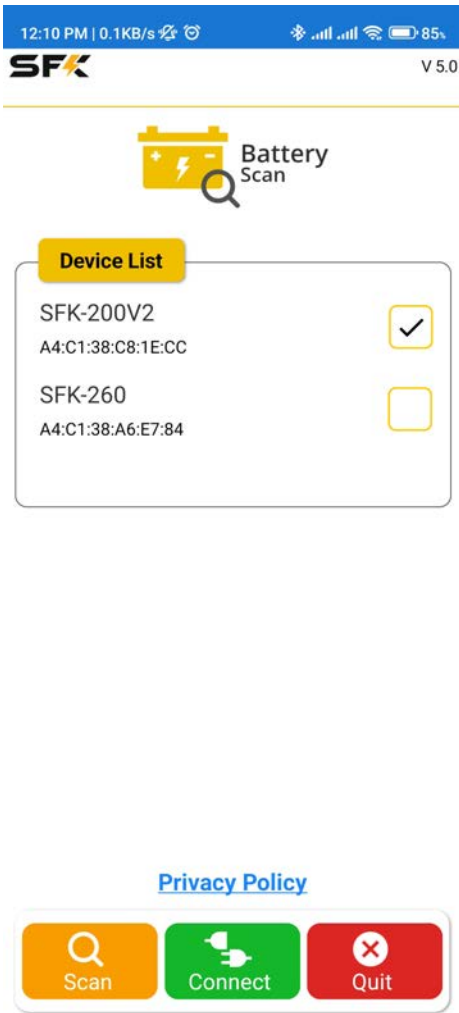 12:10 PM | 0.1KB/s 85%
SFK
V 5.0
Battery
Scan
Device List
SFK-200V2
A4:C1:38:C8:1E:CC
SFK-260
A4:C1:38:A6:E7:84
Privacy Policy
Scan
Connect
Quit